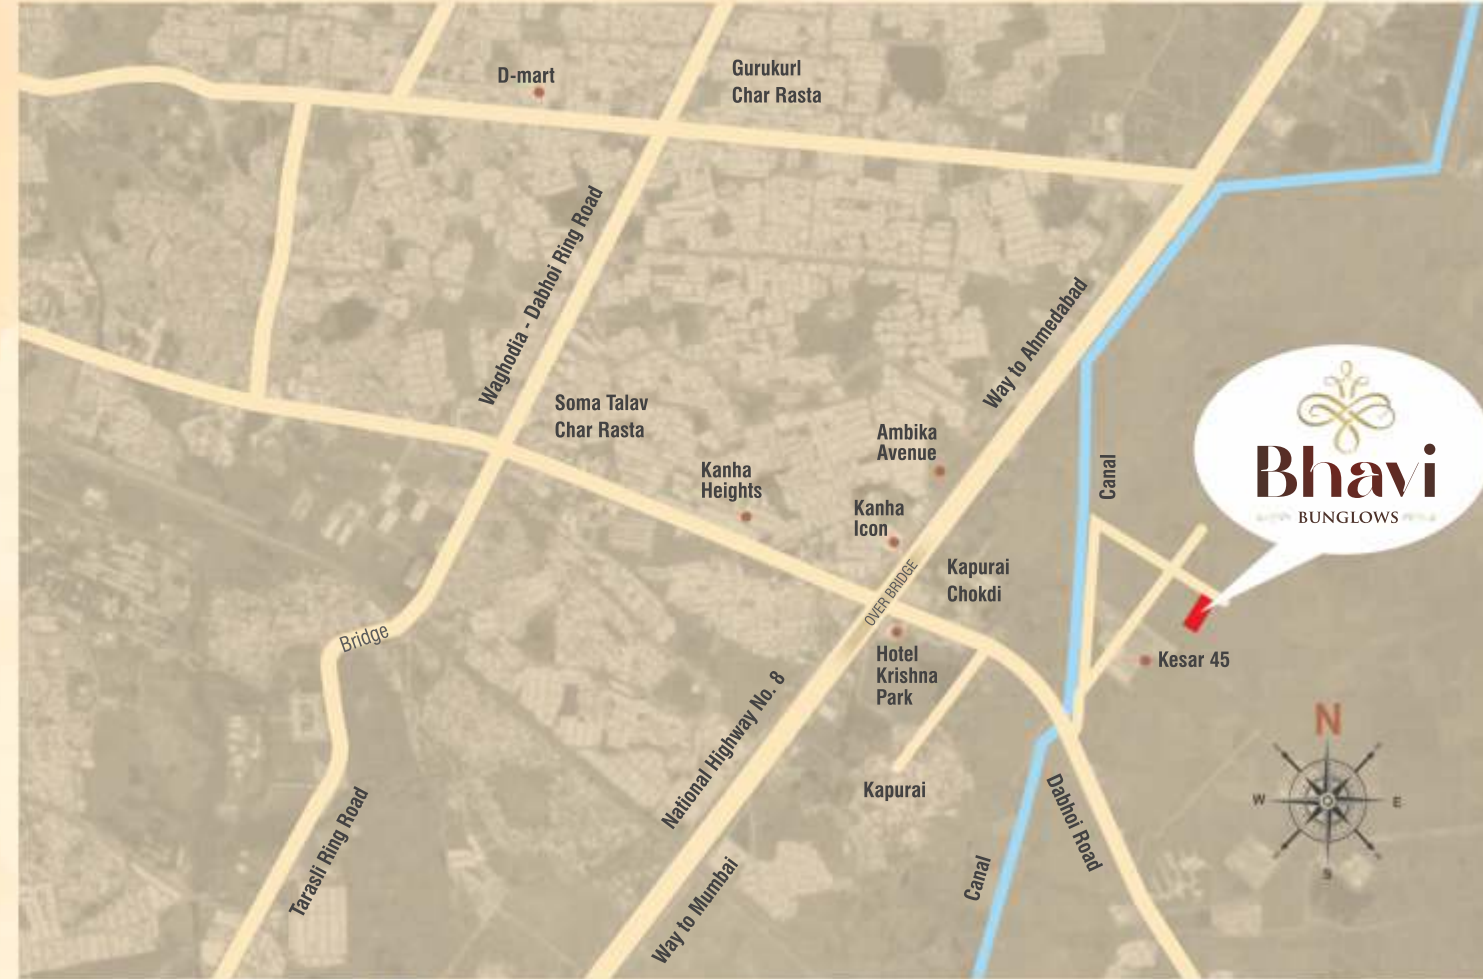 D-mart
Gurukurl
Char Rasta
Waghodia - Dabhoi Ring Road
Way to Ahmedabad
Soma Talav
Char Rasta
Ambika
Avenue
Kanha
Heights
Kanha
Icon
Canal
Bhavi
BUNGLOWS
OVER BRIDGE
Kapurai
Chokdi
Bridge
Hotel
Krishna
Park
Kesar 45
National Highway No. 8
Kapurai
N
W
E
S
Tarasli Ring Road
Way to Mumbai
Canal
Dabhoi Road